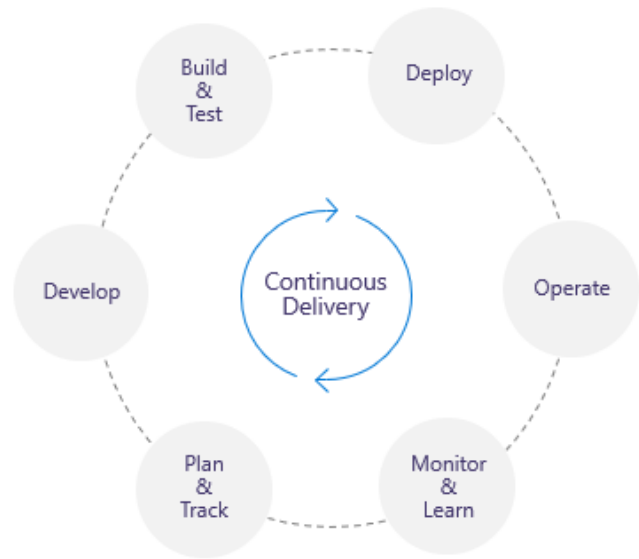 Build
&
Test
Deploy
Develop
Continuous
Delivery
Operate
Plan
&
Track
Monitor
&
Learn